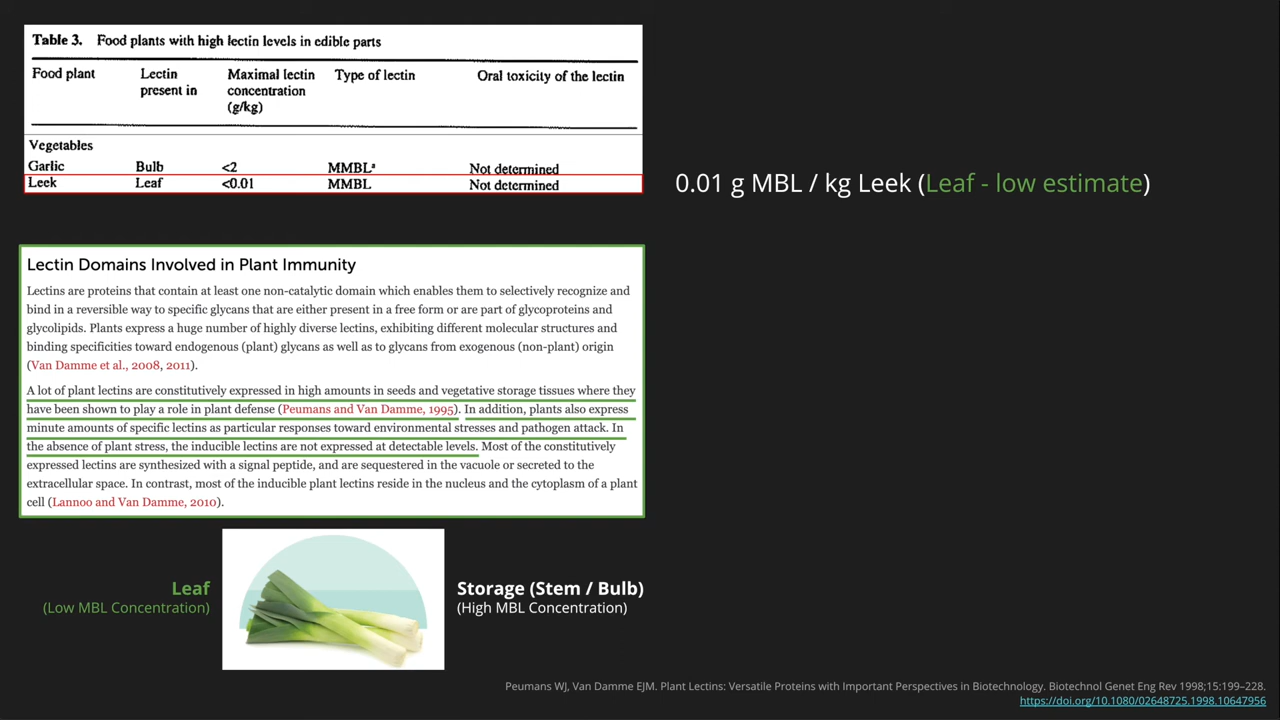 Table 3. Food plants with high lectin levels in edible parts
Food plant Lectin present in Maximal lectin concentration (g/kg) Type of lectin Oral toxicity of the lectin
Vegetables
Garlic Bulb <2 MMBLª Not determined
Leek Leaf <0.01 MMBL Not determined
0.01 g MBL / kg Leek (Leaf - low estimate)
Lectin Domains Involved in Plant Immunity
Lectins are proteins that contain at least one non-catalytic domain which enables them to selectively recognize and
bind in a reversible way to specific glycans that are either present in a free form or are part of glycoproteins and
glycolipids. Plants express a huge number of highly diverse lectins, exhibiting different molecular structures and
binding specificities toward endogenous (plant) glycans as well as to glycans from exogenous (non-plant) origin
(Van Damme et al., 2008, 2011).
A lot of plant lectins are constitutively expressed in high amounts in seeds and vegetative storage tissues where they
have been shown to play a role in plant defense (Peumans and Van Damme, 1995). In addition, plants also express
minute amounts of specific lectins as particular responses toward environmental stresses and pathogen attack. In
the absence of plant stress, the inducible lectins are not expressed at detectable levels. Most of the constitutively
expressed lectins are synthesized with a signal peptide, and are sequestered in the vacuole or secreted to the
extracellular space. In contrast, most of the inducible plant lectins reside in the nucleus and the cytoplasm of a plant
cell (Lannoo and Van Damme, 2010).
Leaf
(Low MBL Concentration)
Storage (Stem / Bulb)
(High MBL Concentration)
Peumans WJ, Van Damme EJM. Plant Lectins: Versatile Proteins with Important Perspectives in Biotechnology. Biotechnol Genet Eng Rev 1998;15:199–228.
https://doi.org/10.1080/02648725.1998.10647956